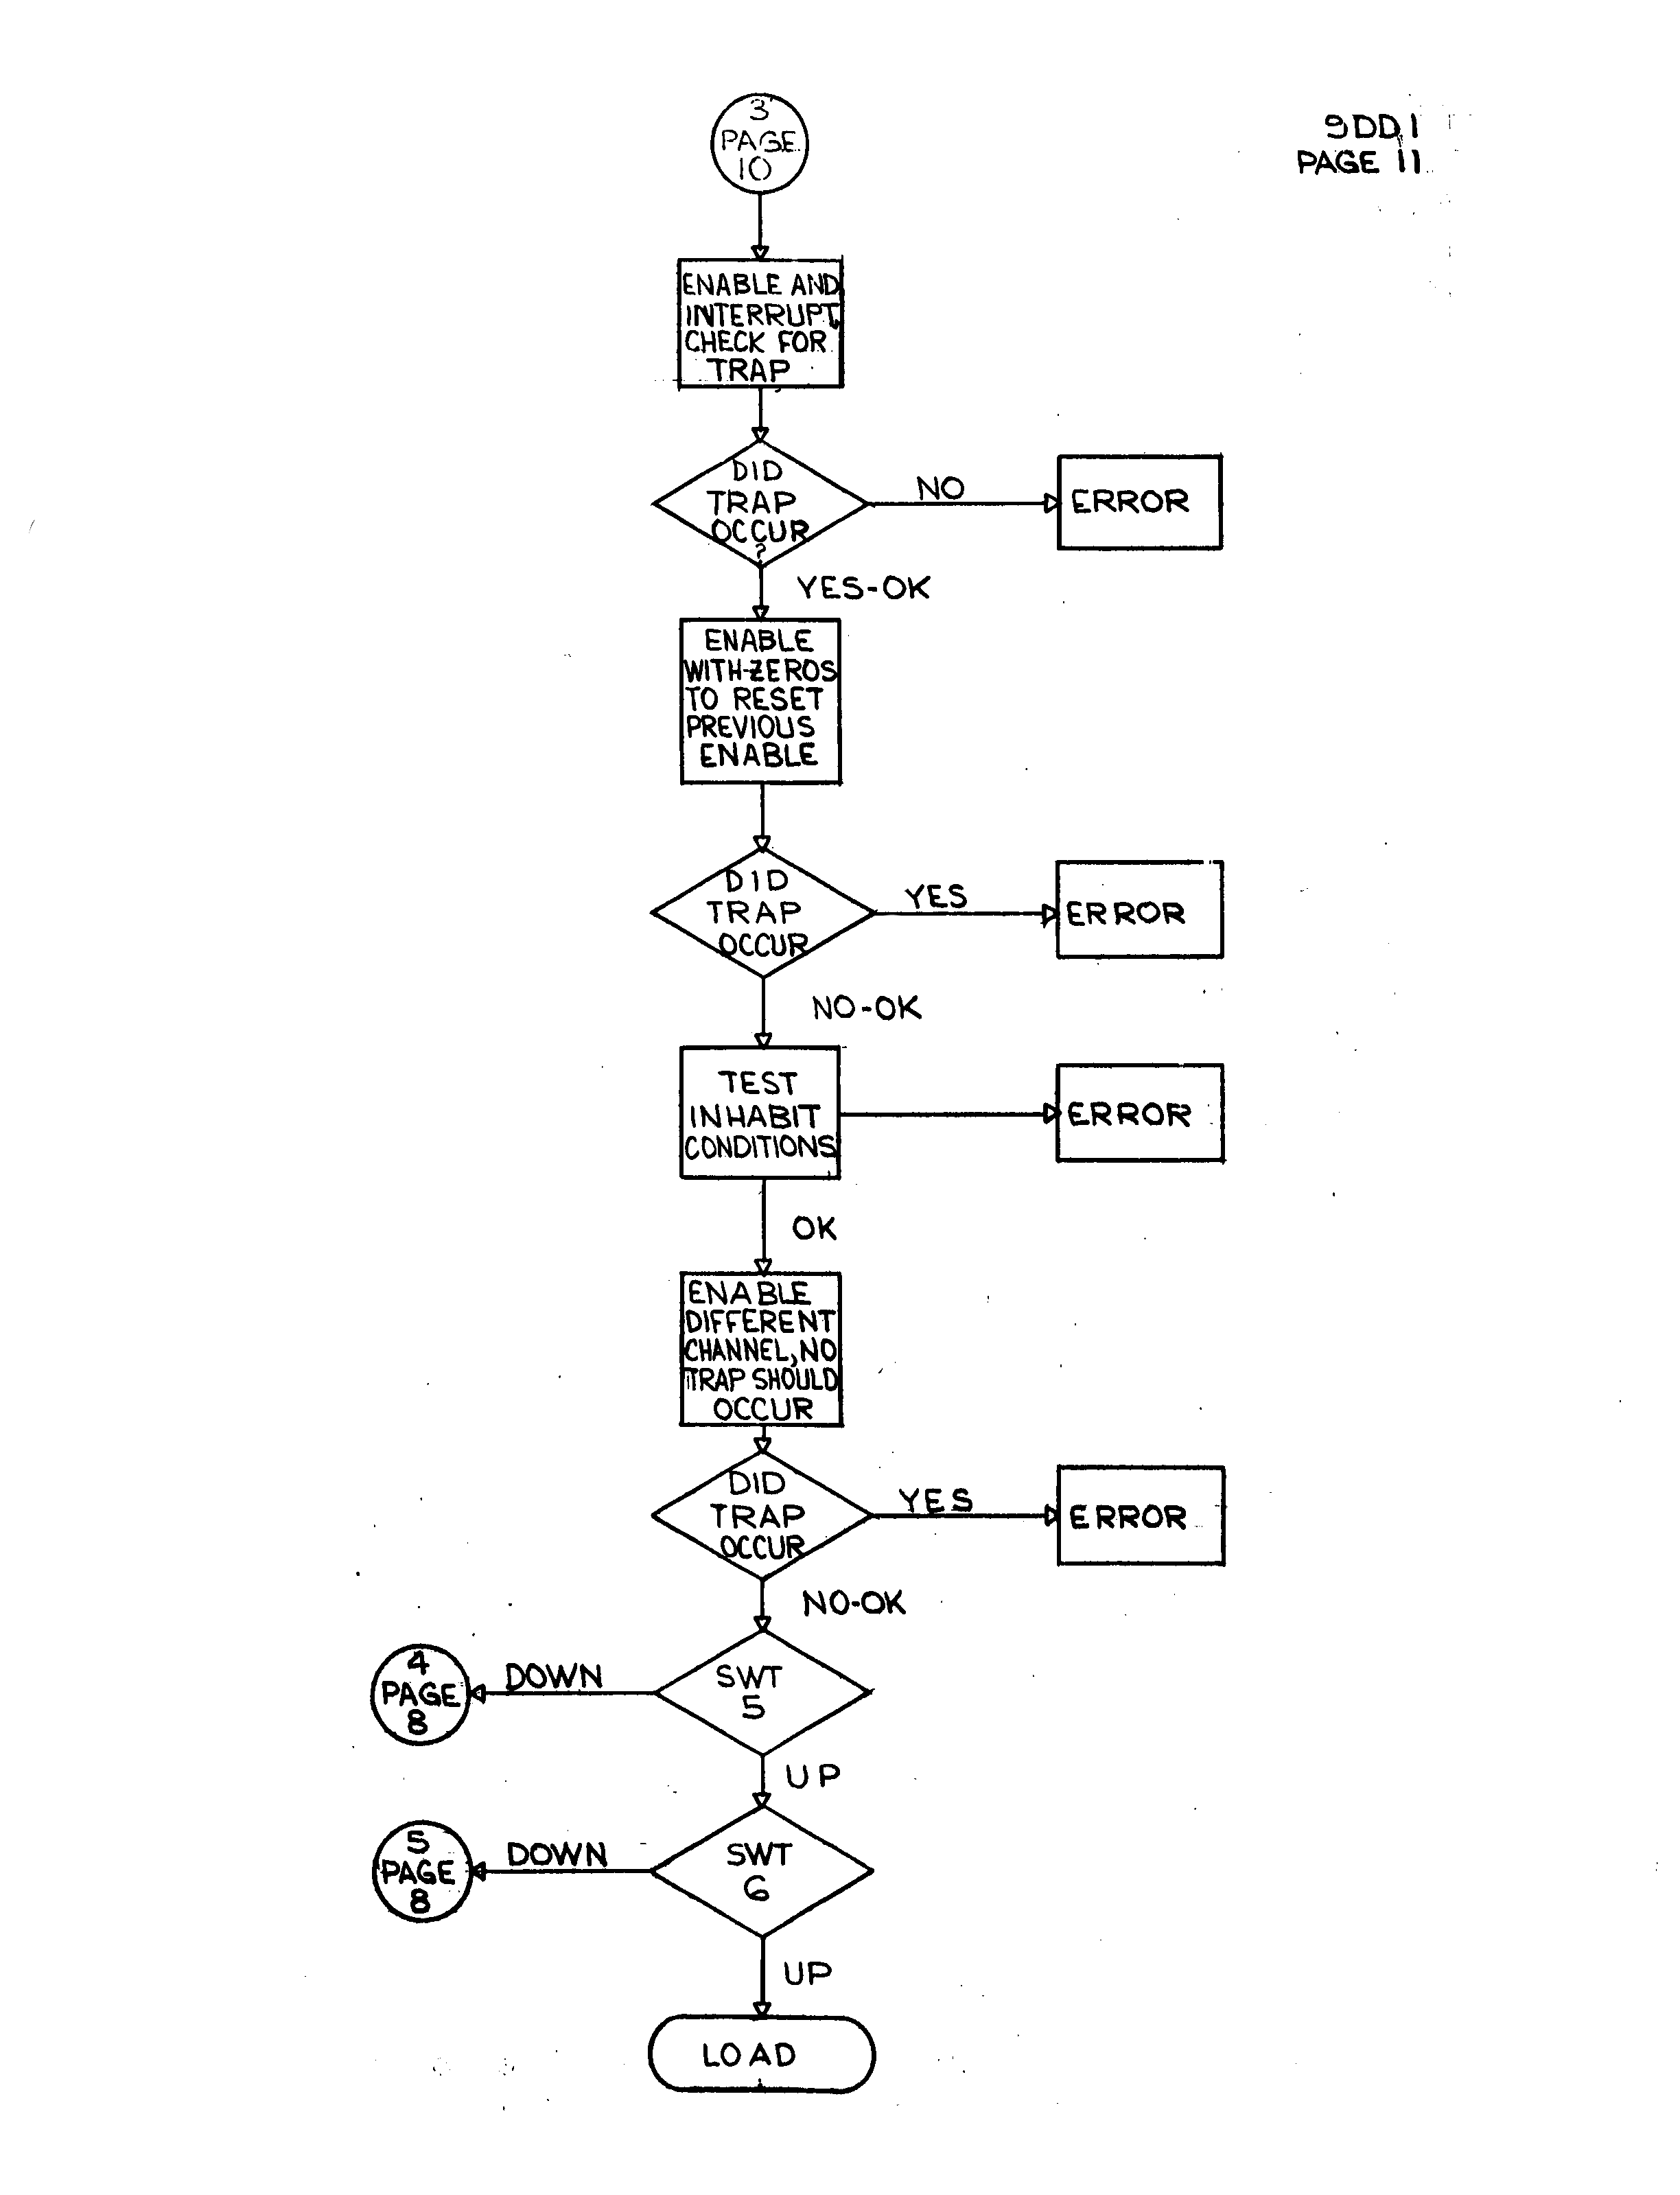 9DD1
PAGE 11
3
PAGE
10
ENABLE AND
INTERRUPT,
CHECK FOR
TRAP
DID
TRAP
OCCUR
?
NO
ERROR
YES-OK
ENABLE
WITH-ZEROS
TO RESET
PREVIOUS
ENABLE
DID
TRAP
OCCUR
YES
ERROR
NO-OK
TEST
INHABIT
CONDITIONS
ERROR
OK
ENABLE
DIFFERENT
CHANNEL, NO
TRAP SHOULD
OCCUR
DID
TRAP
OCCUR
YES
ERROR
NO-OK
SWT
5
DOWN
4
PAGE
8
UP
SWT
6
DOWN
5
PAGE
8
UP
LOAD